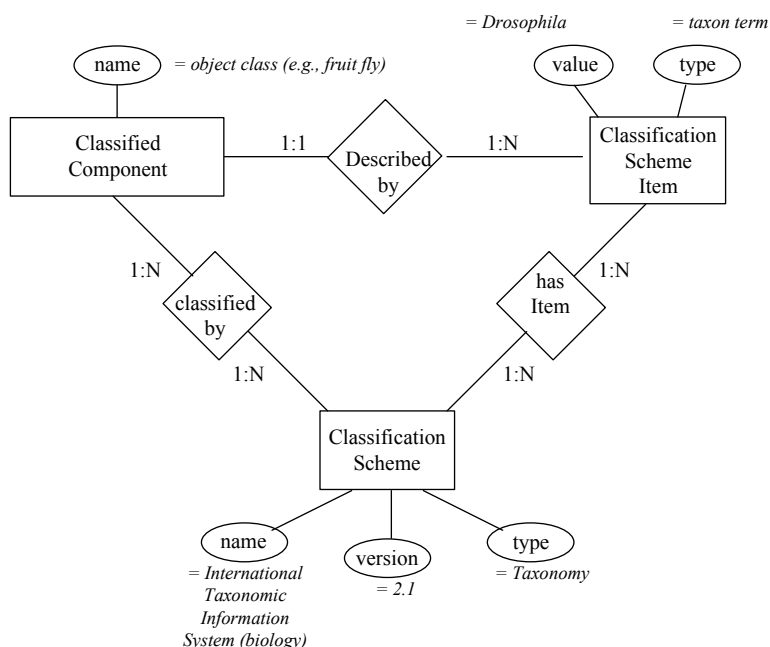 = Drosophila
= taxon term
name
= object class (e.g., fruit fly)
value
type
Classified
Component
1:1
Described
by
1:N
Classification
Scheme
Item
1:N
classified
by
1:N
has
Item
1:N
1:N
Classification
Scheme
name
version
type
= International
Taxonomic
Information
System (biology)
= 2.1
= Taxonomy